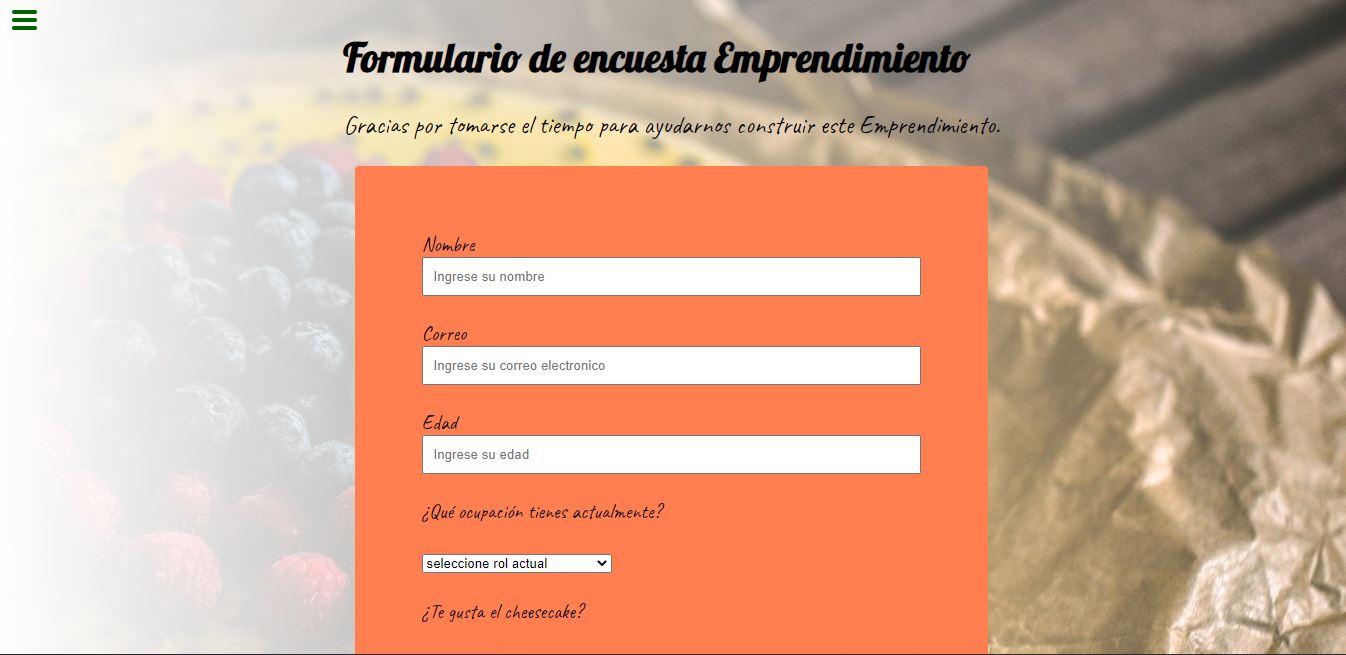 Formulario de encuesta Emprendimiento
Gracias por tomarse el tiempo para ayudarnos construir este Emprendimiento.
Nombre
Ingrese su nombre
Correo
Ingrese su correo electronico
Edad
Ingrese su edad
¿Qué ocupación tienes actualmente?
seleccione rol actual
¿Te gusta el cheesecake?